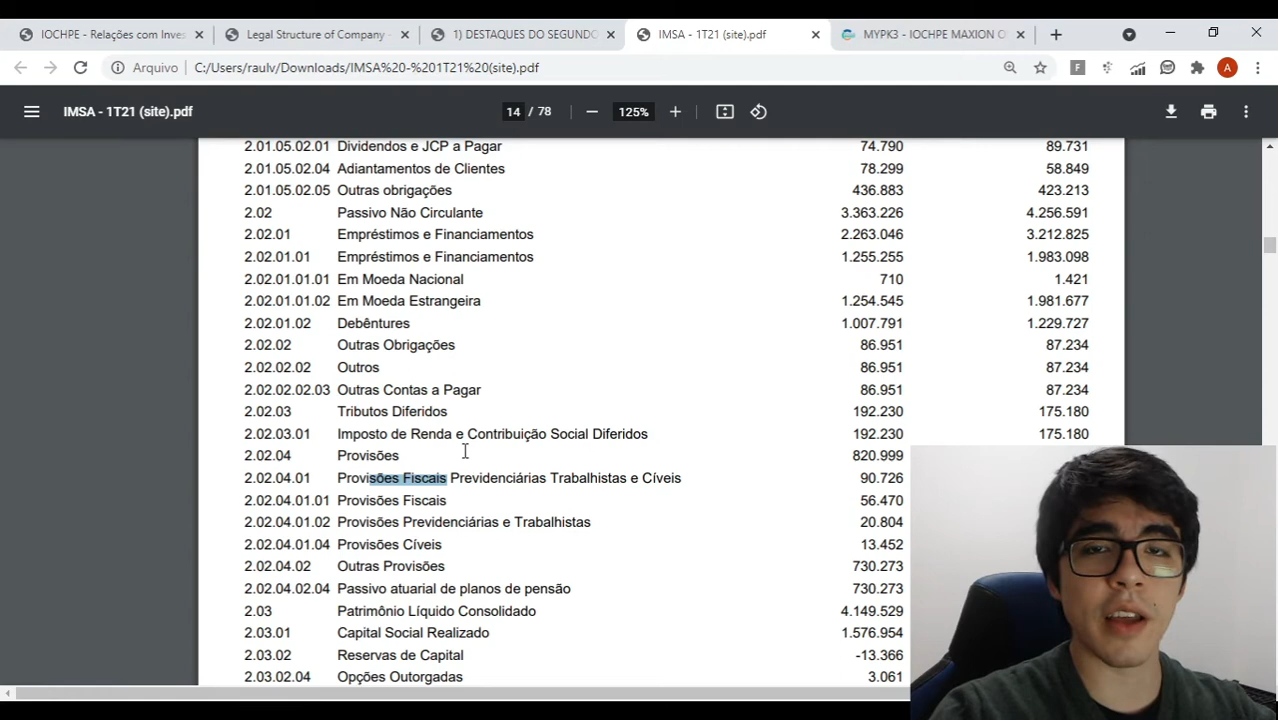 IOCHPE - Relações com Inves
Legal Structure of Company -
1) DESTAQUES DO SEGUNDO
IMSA - 1T21 (site).pdf
MYPK3 - IOCHPE MAXION O
Arquivo
C:/Users/raulv/Downloads/IMSA%20-%201T21%20(site).pdf
F
A
IMSA - 1T21 (site).pdf
14 / 78
125%
2.01.05.02.01 Dividendos e JCP a Pagar 74.790 89.731
2.01.05.02.04 Adiantamentos de Clientes 78.299 58.849
2.01.05.02.05 Outras obrigações 436.883 423.213
2.02 Passivo Não Circulante 3.363.226 4.256.591
2.02.01 Empréstimos e Financiamentos 2.263.046 3.212.825
2.02.01.01 Empréstimos e Financiamentos 1.255.255 1.983.098
2.02.01.01.01 Em Moeda Nacional 710 1.421
2.02.01.01.02 Em Moeda Estrangeira 1.254.545 1.981.677
2.02.01.02 Debêntures 1.007.791 1.229.727
2.02.02 Outras Obrigações 86.951 87.234
2.02.02.02 Outros 86.951 87.234
2.02.02.02.03 Outras Contas a Pagar 86.951 87.234
2.02.03 Tributos Diferidos 192.230 175.180
2.02.03.01 Imposto de Renda e Contribuição Social Diferidos 192.230 175.180
2.02.04 Provisões 820.999
2.02.04.01 Provisões Fiscais Previdenciárias Trabalhistas e Cíveis 90.726
2.02.04.01.01 Provisões Fiscais 56.470
2.02.04.01.02 Provisões Previdenciárias e Trabalhistas 20.804
2.02.04.01.04 Provisões Cíveis 13.452
2.02.04.02 Outras Provisões 730.273
2.02.04.02.04 Passivo atuarial de planos de pensão 730.273
2.03 Patrimônio Líquido Consolidado 4.149.529
2.03.01 Capital Social Realizado 1.576.954
2.03.02 Reservas de Capital -13.366
2.03.02.04 Opções Outorgadas 3.061